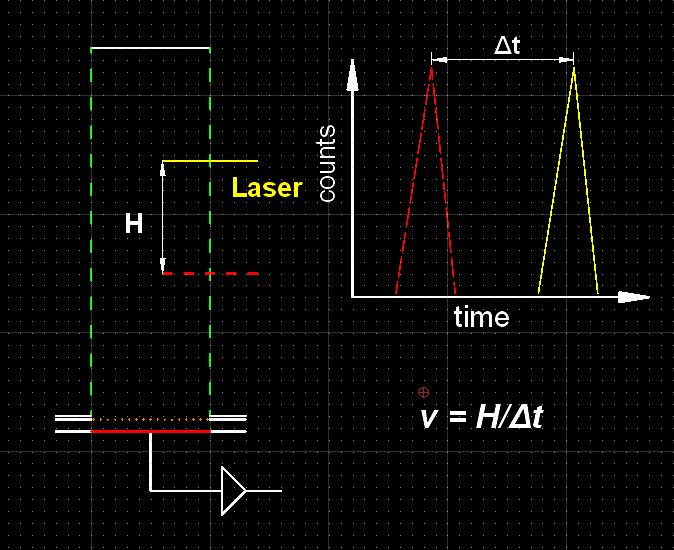 Δt
counts
Laser
H
time
v = H/Δt